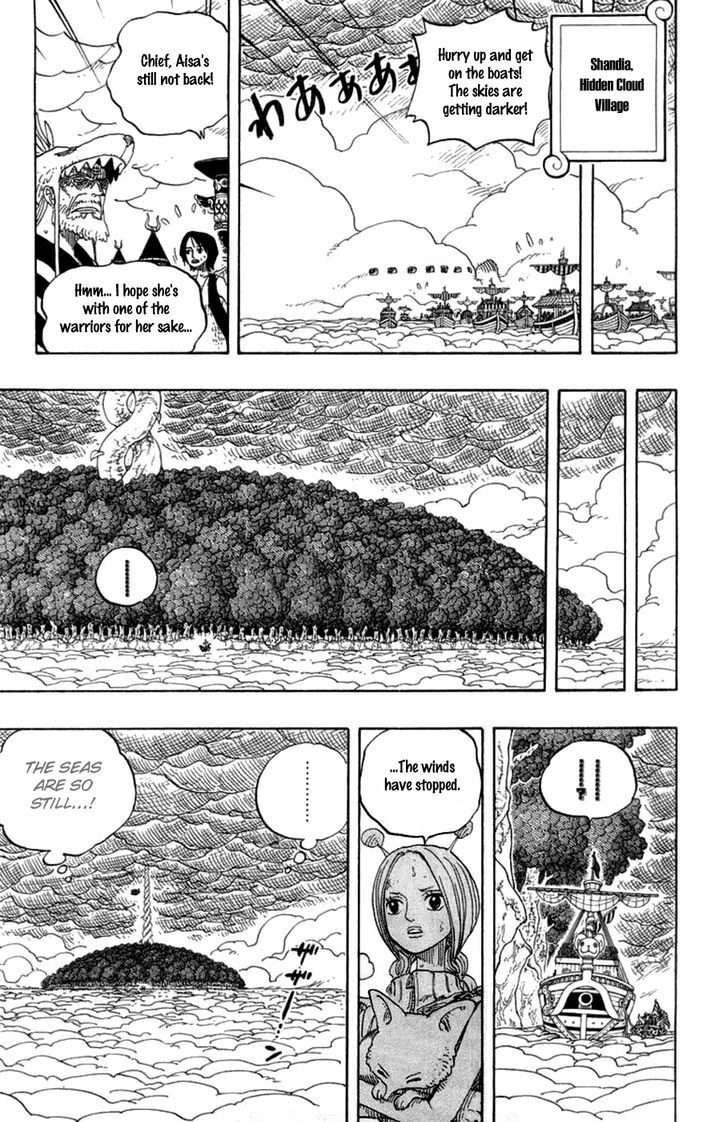 Shandia,
Hidden Cloud
Village
Hurry up and get
on the boats!
The skies are
getting darker!
わあぁあぁ
Chief, Aisa's
still not back!
Hmm... I hope she's
with one of the
warriors for her sake...
...........
...........?
...The winds
have stopped.
...........
THE SEAS
ARE SO
STILL...!